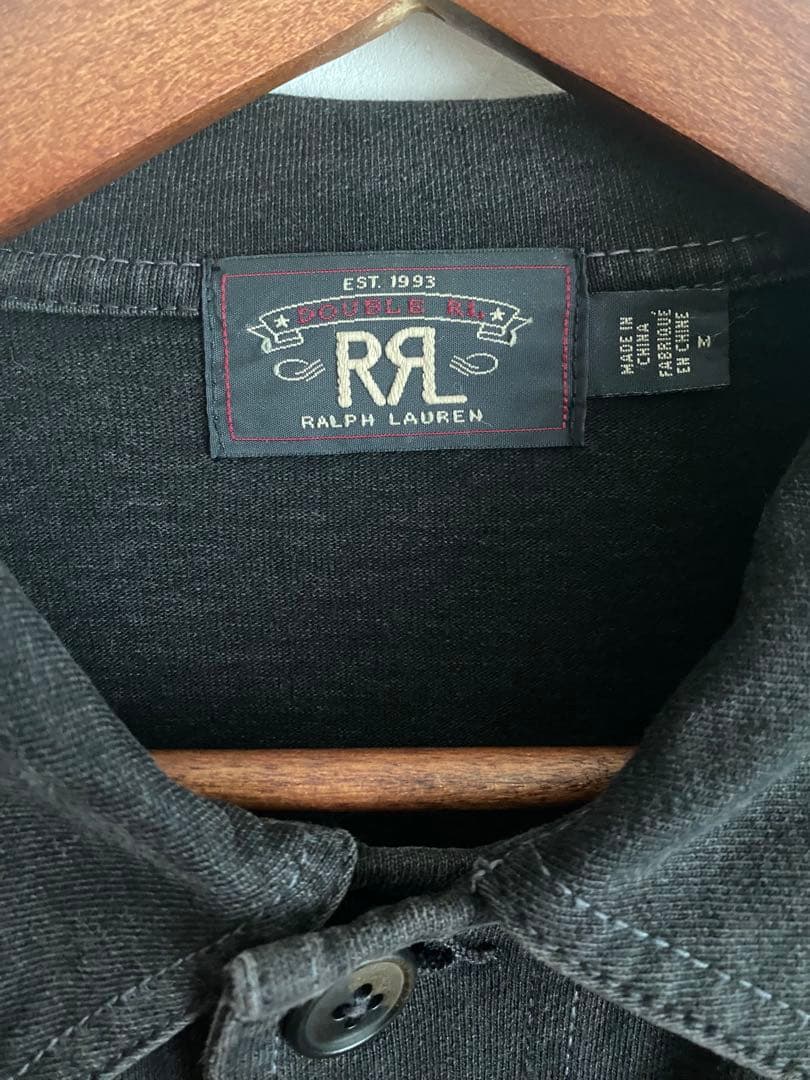 EST. 1993
DOUBLE RL
RRL
RALPH LAUREN
MADE IN
CHINA
FABRIQUÉ
EN CHINE
M